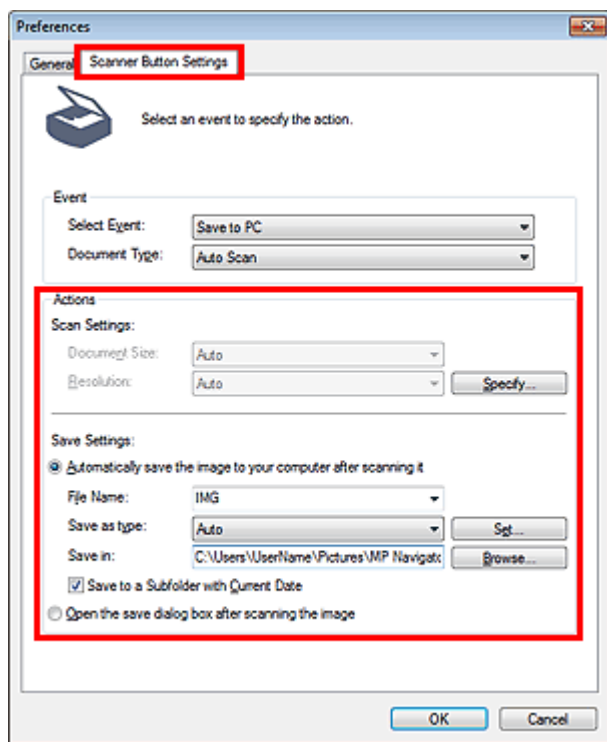 Preferences
General Scanner Button Settings
Select an event to specify the action.
Event
Select Event: Save to PC
Document Type: Auto Scan
Actions
Scan Settings:
Document Size: Auto
Resolution: Auto Specify...
Save Settings:
Automatically save the image to your computer after scanning it
File Name: IMG
Save as type: Auto Set...
Save in: C:\Users\UserName\Pictures\MP Navigato Browse...
Save to a Subfolder with Current Date
Open the save dialog box after scanning the image
OK Cancel